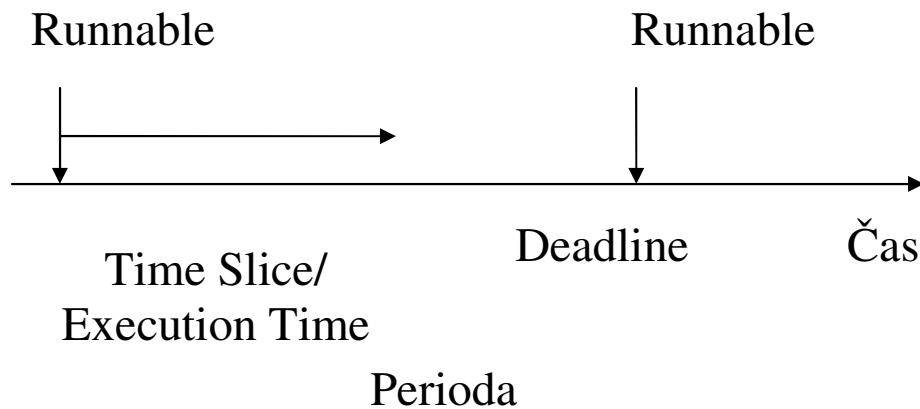 Runnable
Runnable
Deadline
Čas
Time Slice/
Execution Time
Perioda